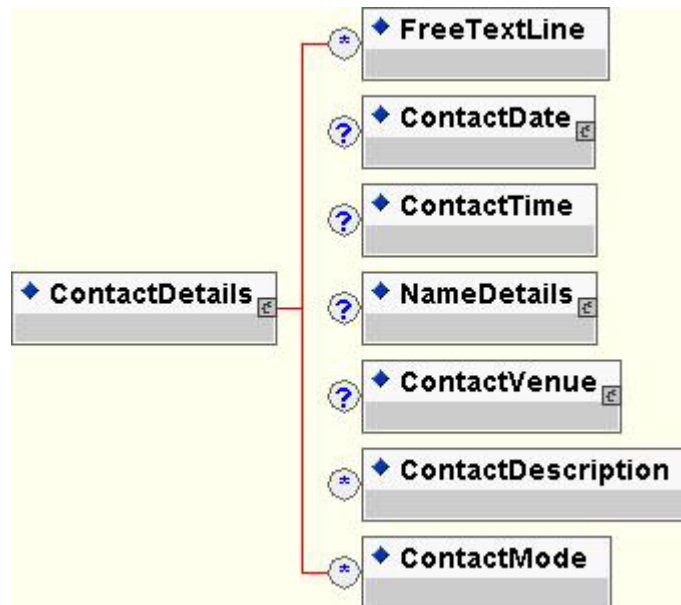 * FreeTextLine
? ContactDate
? ContactTime
ContactDetails
? NameDetails
? ContactVenue
* ContactDescription
* ContactMode